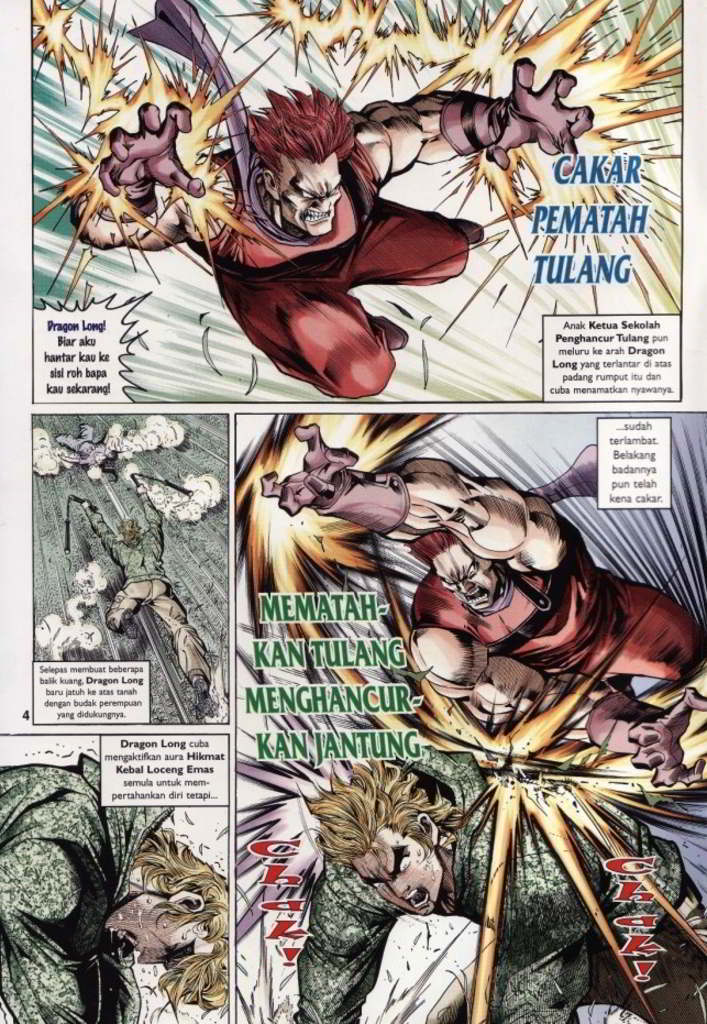 CAKAR
PEMATAH
TULANG
Dragon Long!
Biar aku
hantar kau ke
sisi roh bapa
kau sekarang!
Anak Ketua Sekolah
Penghancur Tulang pun
meluru ke arah Dragon
Long yang terlantar di atas
padang rumput itu dan
cuba menamatkan nyawanya.
Selepas membuat beberapa
balik kuang, Dragon Long
baru jatuh ke atas tanah
dengan budak perempuan
yang didukungnya.
4
Dragon Long cuba
mengaktifkan aura Hikmat
Kebal Loceng Emas
semula untuk mem-
pertahankan diri tetapi...
...sudah
terlambat.
Belakang
badannya
pun telah
kena cakar.
MEMATAH-
KAN TULANG
MENGHANCUR-
KAN JANTUNG
Chak!
Chak!